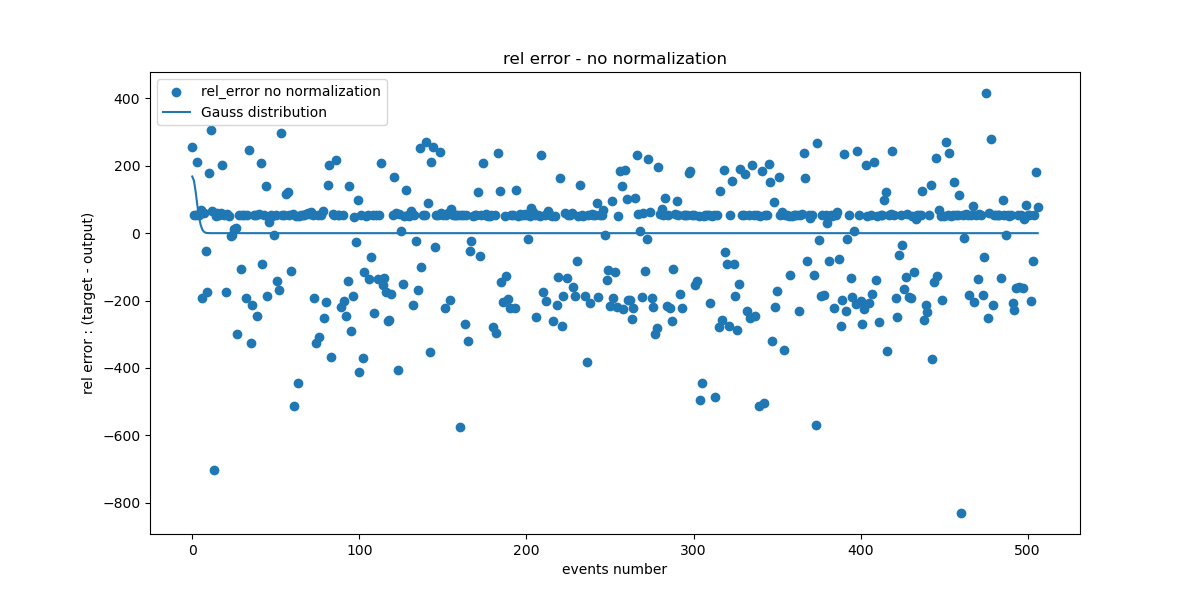 rel error - no normalization
rel_error no normalization
Gauss distribution
rel error : (target - output)
400
200
0
−200
−400
−600
−800
0 100 200 300 400 500
events number